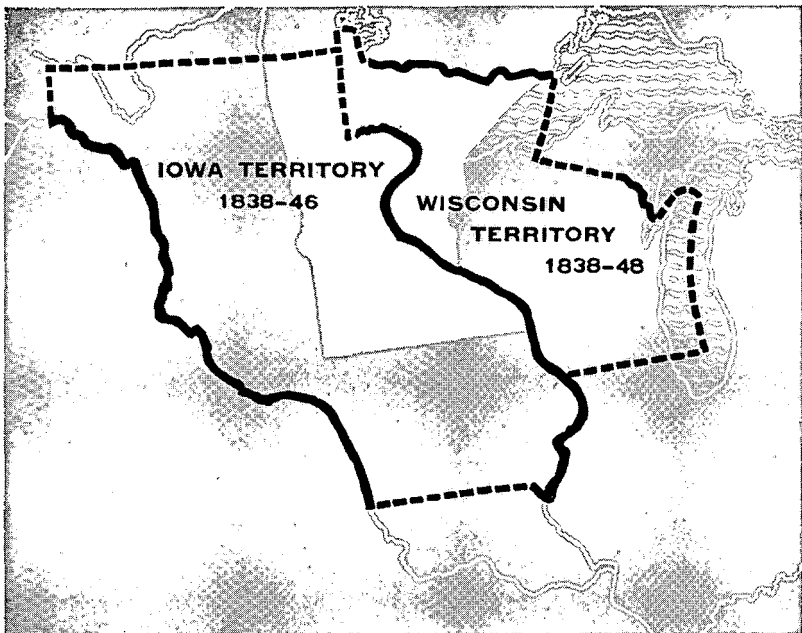 IOWA TERRITORY
1838-46
WISCONSIN
TERRITORY
1838-48